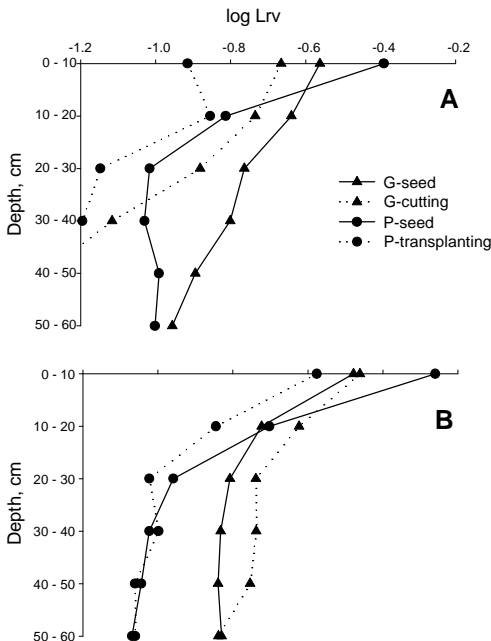 log Lrv
-1.2 -1.0 -0.8 -0.6 -0.4 -0.2
0 - 10
10 - 20
20 - 30
30 - 40
40 - 50
50 - 60
Depth, cm
A
G-seed
G-cutting
P-seed
P-transplanting
0 - 10
10 - 20
20 - 30
30 - 40
40 - 50
50 - 60
Depth, cm
B